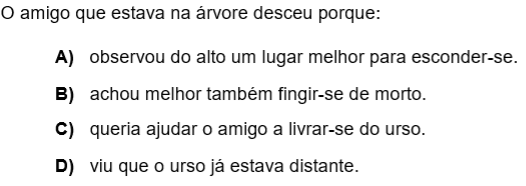 O amigo que estava na árvore desceu porque:
A) observou do alto um lugar melhor para esconder-se.
B) achou melhor também fingir-se de morto.
C) queria ajudar o amigo a livrar-se do urso.
D) viu que o urso já estava distante.